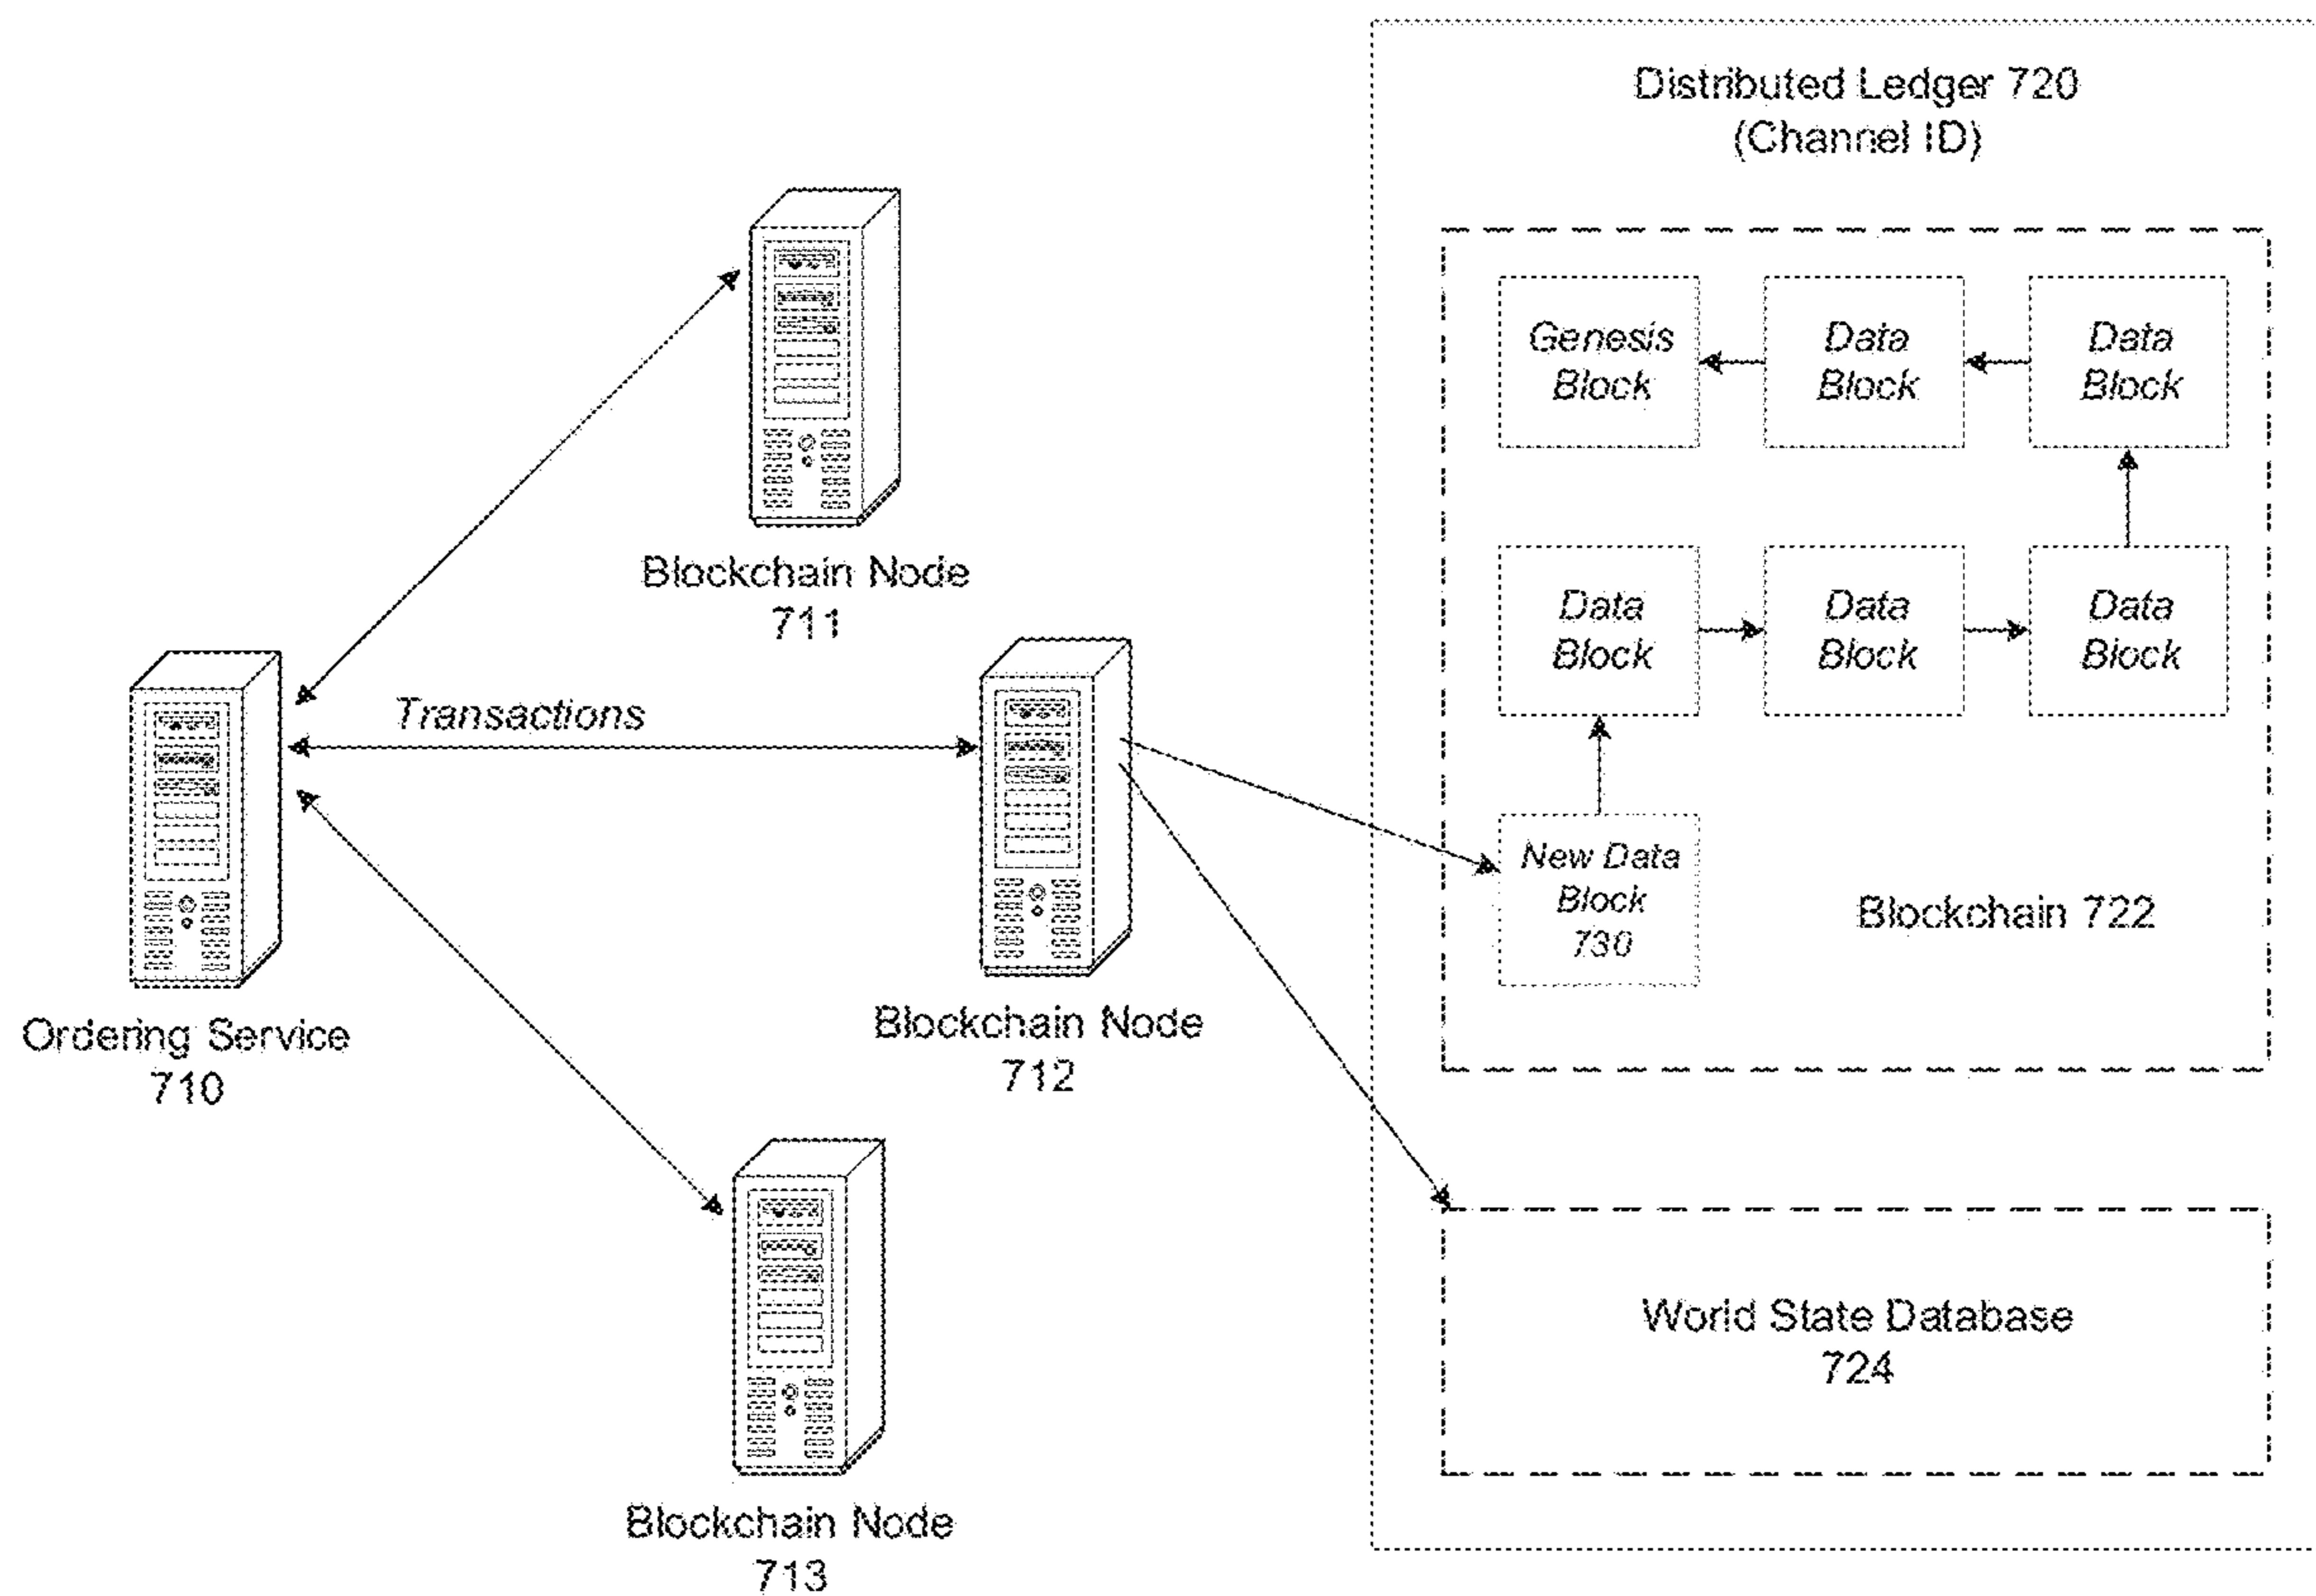 Distributed Ledger 720
(Channel ID)
Genesis
Block
Data
Block
Data
Block
Blockchain Node
711
Data
Block
Data
Block
Data
Block
Transactions
New Data
Block
730
Blockchain 722
Ordering Service
710
Blockchain Node
712
World State Database
724
Blockchain Node
713